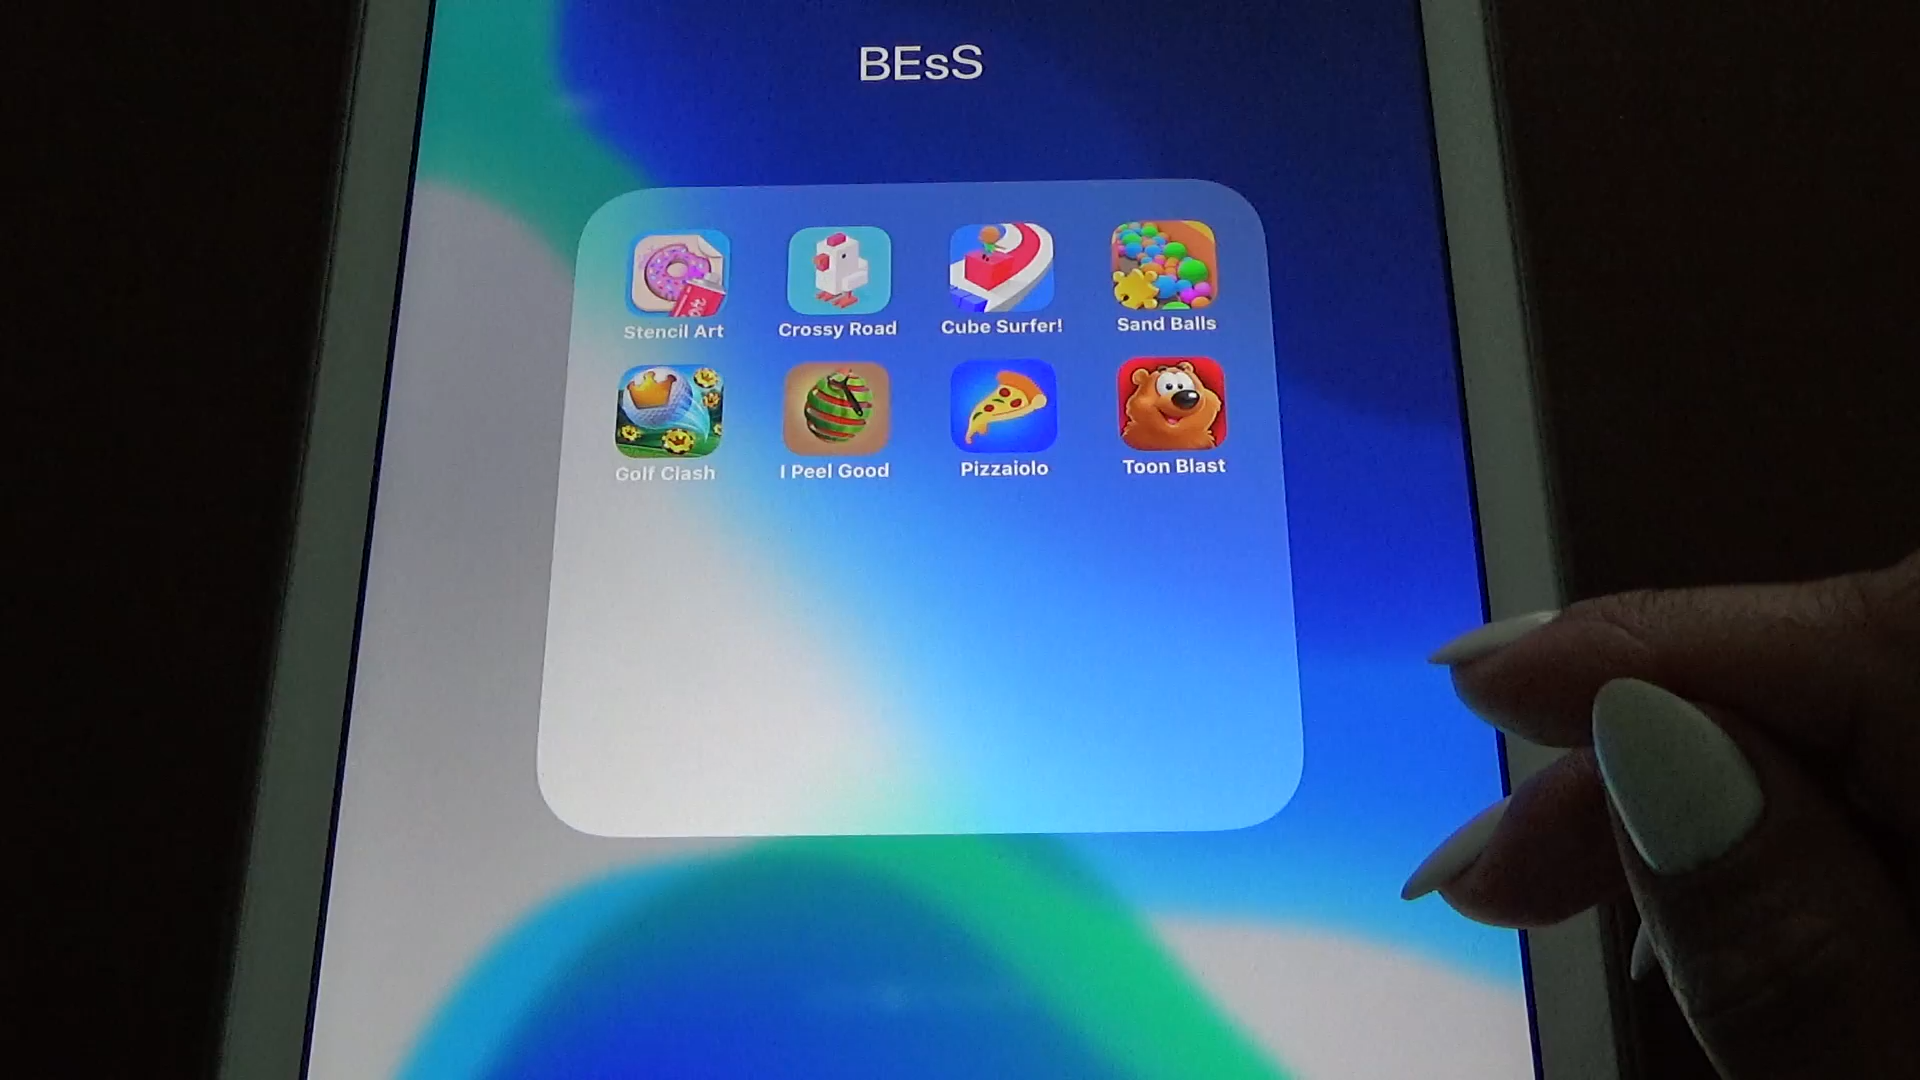 BEsS
Stencil Art Crossy Road Cube Surfer! Sand Balls
Golf Clash I Peel Good Pizzaiolo Toon Blast